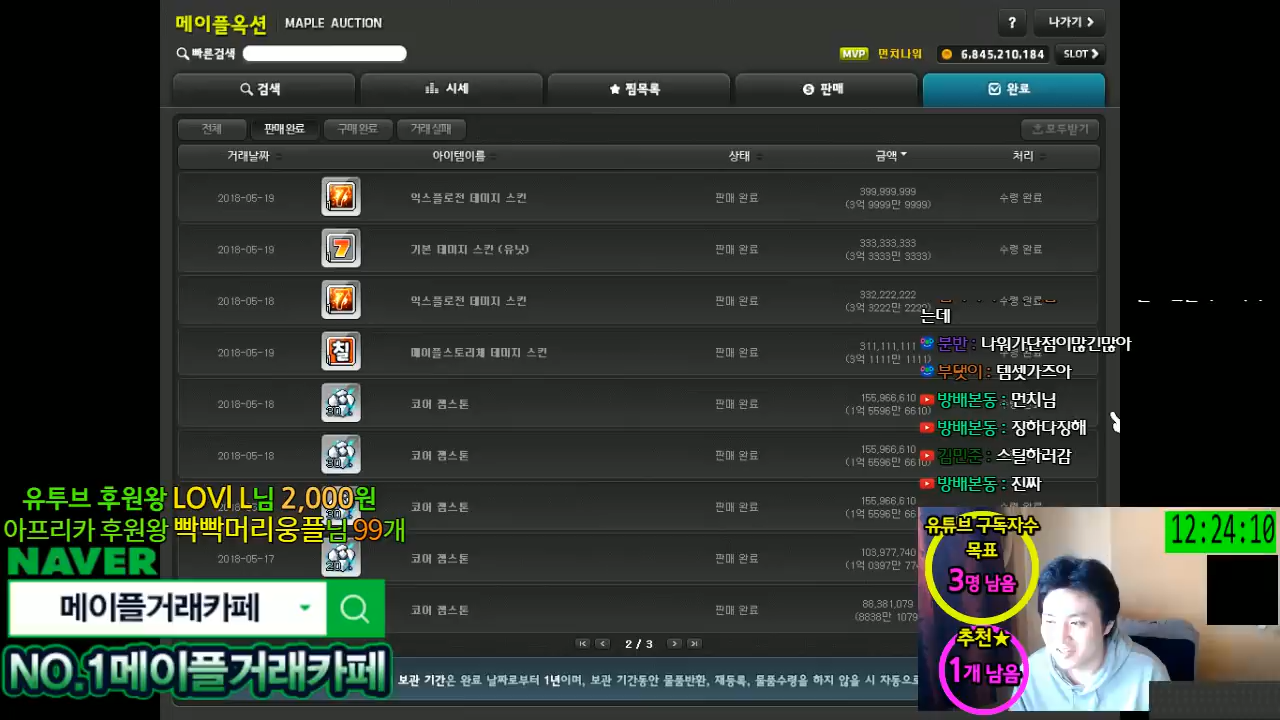 메이플옥션 MAPLE AUCTION
? 나가기
빠른검색
MVP 먼치나워 6,845,210,184 SLOT
검색 시세 찜목록 판매 완료
전체 판매 완료 구매 완료 거래 실패 모두받기
거래날짜 아이템이름 상태 금액 처리
2018-05-19 익스플로전 데미지 스킨 판매 완료 399,999,999 (3억 9999만 9999) 수령 완료
2018-05-19 기본 데미지 스킨 (유닛) 판매 완료 333,333,333 (3억 3333만 3333) 수령 완료
2018-05-18 익스플로전 데미지 스킨 판매 완료 332,222,222 (3억 3222만 2222) 수령 완료
는데
2018-05-19 메이플스토리체 데미지 스킨 판매 완료 311,111,111 (3억 1111만 1111)
분반 : 나워가단점이많긴많아
부댓이 : 템셋가즈아
2018-05-18 코어 젬스톤 판매 완료 155,966,610 (1억 5596만 6610)
방배본동 : 먼치님
방배본동 : 징하다징해
2018-05-18 코어 젬스톤 판매 완료 155,966,610 (1억 5596만 6610)
김민준 : 스틸하러감
방배본동 : 진짜
코어 젬스톤 판매 완료 155,966,610
2018-05-17 코어 젬스톤 판매 완료 103,977,740
코어 젬스톤 판매 완료 88,381,079
2 / 3
보관 기간은 완료 날짜로부터 1년이며, 보관 기간동안 물품반환, 재등록, 물품수령을 하지 않을 시 자동으로
유투브 후원왕 님 2,000원
아프리카 후원왕 빡빡머리웅플님 99개
NAVER
메이플거래카페
NO.1메이플거래카페
유튜브 구독자수
목표
3명 남음
추천★
1개 남음
12:24:10